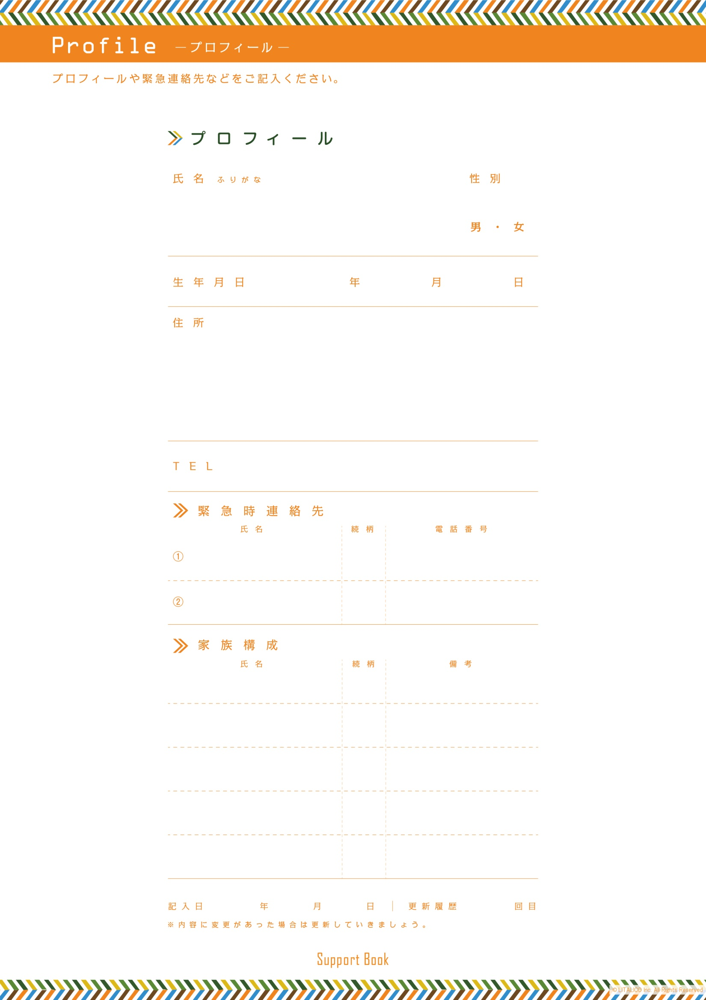 Profile ―プロフィール―
プロフィールや緊急連絡先などをご記入ください。
プロフィール
氏名 ふりがな 性別
男・女
生年月日 年 月 日
住所
TEL
緊急時連絡先
氏名 続柄 電話番号
①
②
家族構成
氏名 続柄 備考
記入日 年 月 日 更新履歴 回目
※内容に変更があった場合は更新していきましょう。
Support Book
© LITALICO Inc. All Rights Reserved